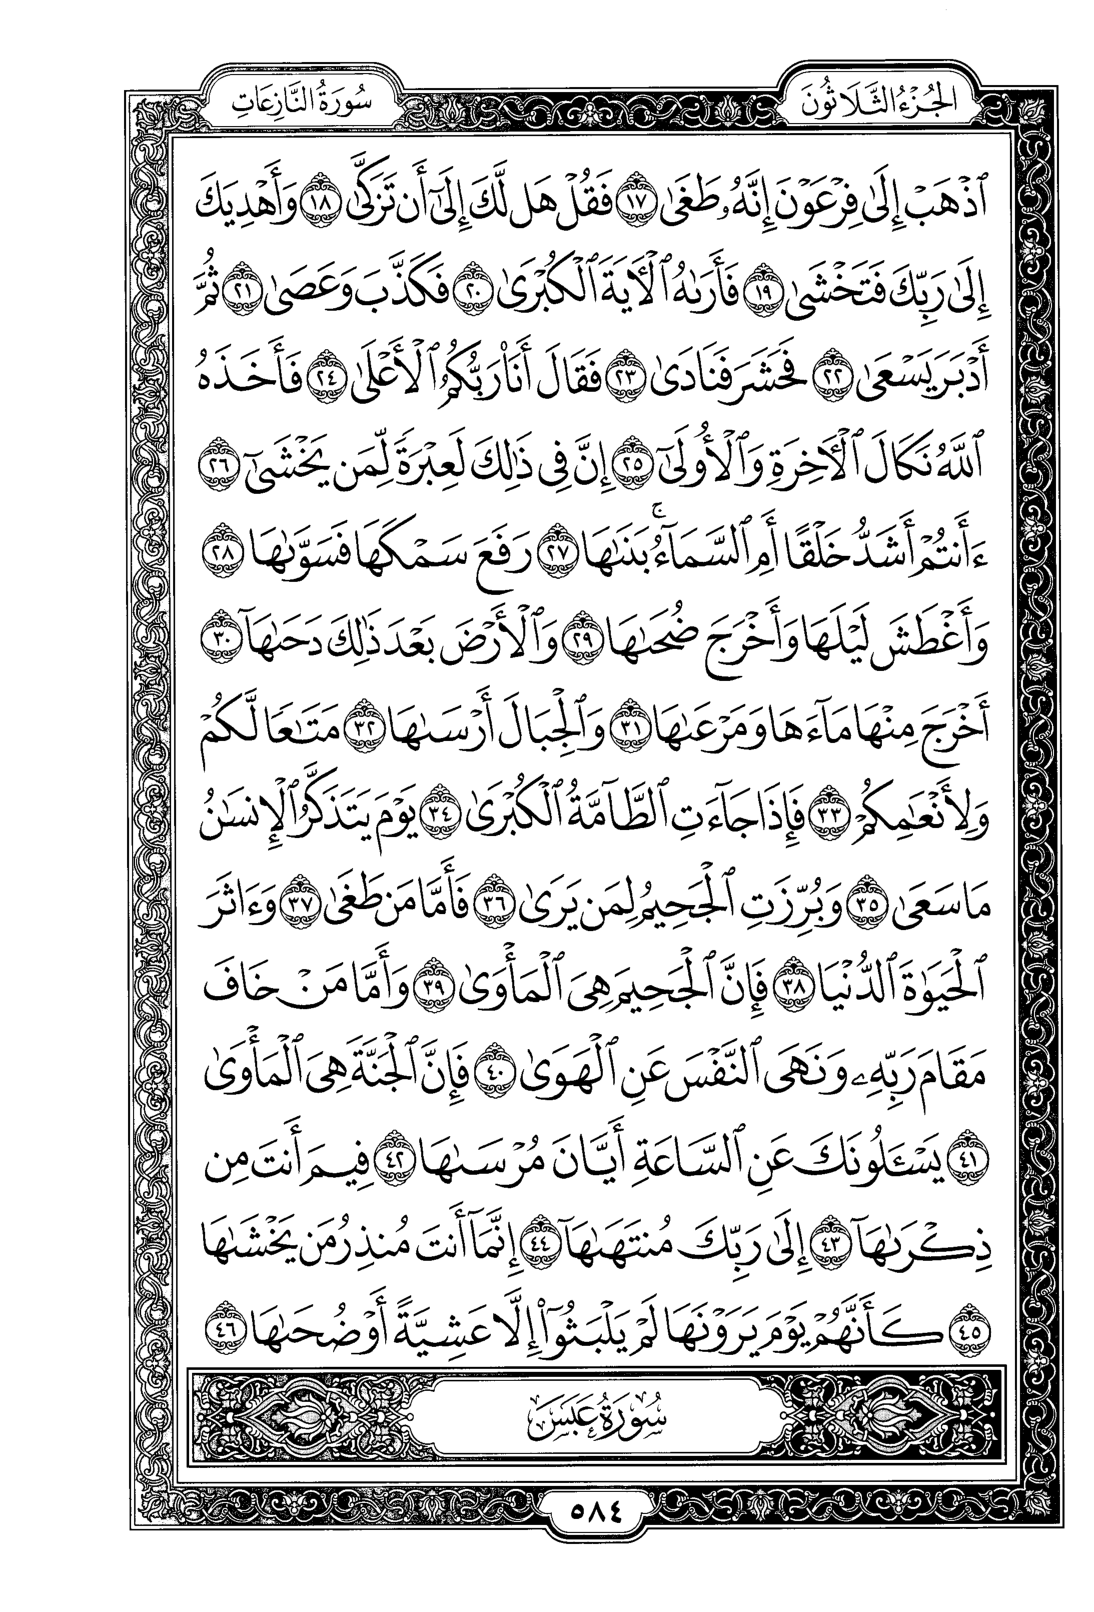 الجُزْءُ الثَّلَاثُونَ
سُورَةُ النَّازِعَاتِ
ٱذۡهَبۡ إِلَىٰ فِرۡعَوۡنَ إِنَّهُۥ طَغَىٰ ١٧ فَقُلۡ هَل لَّكَ إِلَىٰٓ أَن تَزَكَّىٰ ١٨ وَأَهۡدِيَكَ
إِلَىٰ رَبِّكَ فَتَخۡشَىٰ ١٩ فَأَرَىٰهُ ٱلۡأٓيَةَ ٱلۡكُبۡرَىٰ ٢٠ فَكَذَّبَ وَعَصَىٰ ٢١ ثُمَّ
أَدۡبَرَ يَسۡعَىٰ ٢٢ فَحَشَرَ فَنَادَىٰ ٢٣ فَقَالَ أَنَا۠ رَبُّكُمُ ٱلۡأَعۡلَىٰ ٢٤ فَأَخَذَهُ
ٱللَّهُ نَكَالَ ٱلۡأٓخِرَةِ وَٱلۡأُولَىٰٓ ٢٥ إِنَّ فِي ذَٰلِكَ لَعِبۡرَةٗ لِّمَن يَخۡشَىٰٓ ٢٦
ءَأَنتُمۡ أَشَدُّ خَلۡقًا أَمِ ٱلسَّمَآءُۚ بَنَىٰهَا ٢٧ رَفَعَ سَمۡكَهَا فَسَوَّىٰهَا ٢٨
وَأَغۡطَشَ لَيۡلَهَا وَأَخۡرَجَ ضُحَىٰهَا ٢٩ وَٱلۡأَرۡضَ بَعۡدَ ذَٰلِكَ دَحَىٰهَآ ٣٠
أَخۡرَجَ مِنۡهَا مَآءَهَا وَمَرۡعَىٰهَا ٣١ وَٱلۡجِبَالَ أَرۡسَىٰهَا ٣٢ مَتَٰعٗا لَّكُمۡ
وَلِأَنۡعَٰمِكُمۡ ٣٣ فَإِذَا جَآءَتِ ٱلطَّآمَّةُ ٱلۡكُبۡرَىٰ ٣٤ يَوۡمَ يَتَذَكَّرُ ٱلۡإِنسَٰنُ
مَا سَعَىٰ ٣٥ وَبُرِّزَتِ ٱلۡجَحِيمُ لِمَن يَرَىٰ ٣٦ فَأَمَّا مَن طَغَىٰ ٣٧ وَءَاثَرَ
ٱلۡحَيَوٰةَ ٱلدُّنۡيَا ٣٨ فَإِنَّ ٱلۡجَحِيمَ هِيَ ٱلۡمَأۡوَىٰ ٣٩ وَأَمَّا مَنۡ خَافَ
مَقَامَ رَبِّهِۦ وَنَهَى ٱلنَّفۡسَ عَنِ ٱلۡهَوَىٰ ٤٠ فَإِنَّ ٱلۡجَنَّةَ هِيَ ٱلۡمَأۡوَىٰ
٤١ يَسۡـَٔلُونَكَ عَنِ ٱلسَّاعَةِ أَيَّانَ مُرۡسَىٰهَا ٤٢ فِيمَ أَنتَ مِن
ذِكۡرَىٰهَآ ٤٣ إِلَىٰ رَبِّكَ مُنتَهَىٰهَآ ٤٤ إِنَّمَآ أَنتَ مُنذِرُ مَن يَخۡشَىٰهَا
٤٥ كَأَنَّهُمۡ يَوۡمَ يَرَوۡنَهَا لَمۡ يَلۡبَثُوٓاْ إِلَّا عَشِيَّةً أَوۡ ضُحَىٰهَا ٤٦
سُورَةُ عَبَسَ
٥٨٤